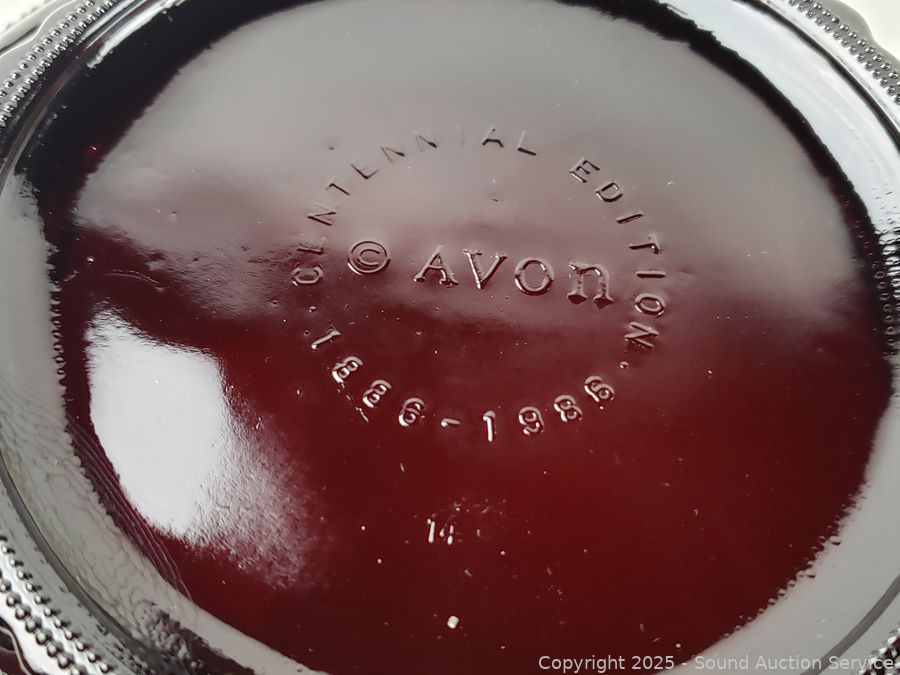 CENTENNIAL EDITION
© AVON
· 1886-1986 ·
14
Copyright 2025 - Sound Auction Service